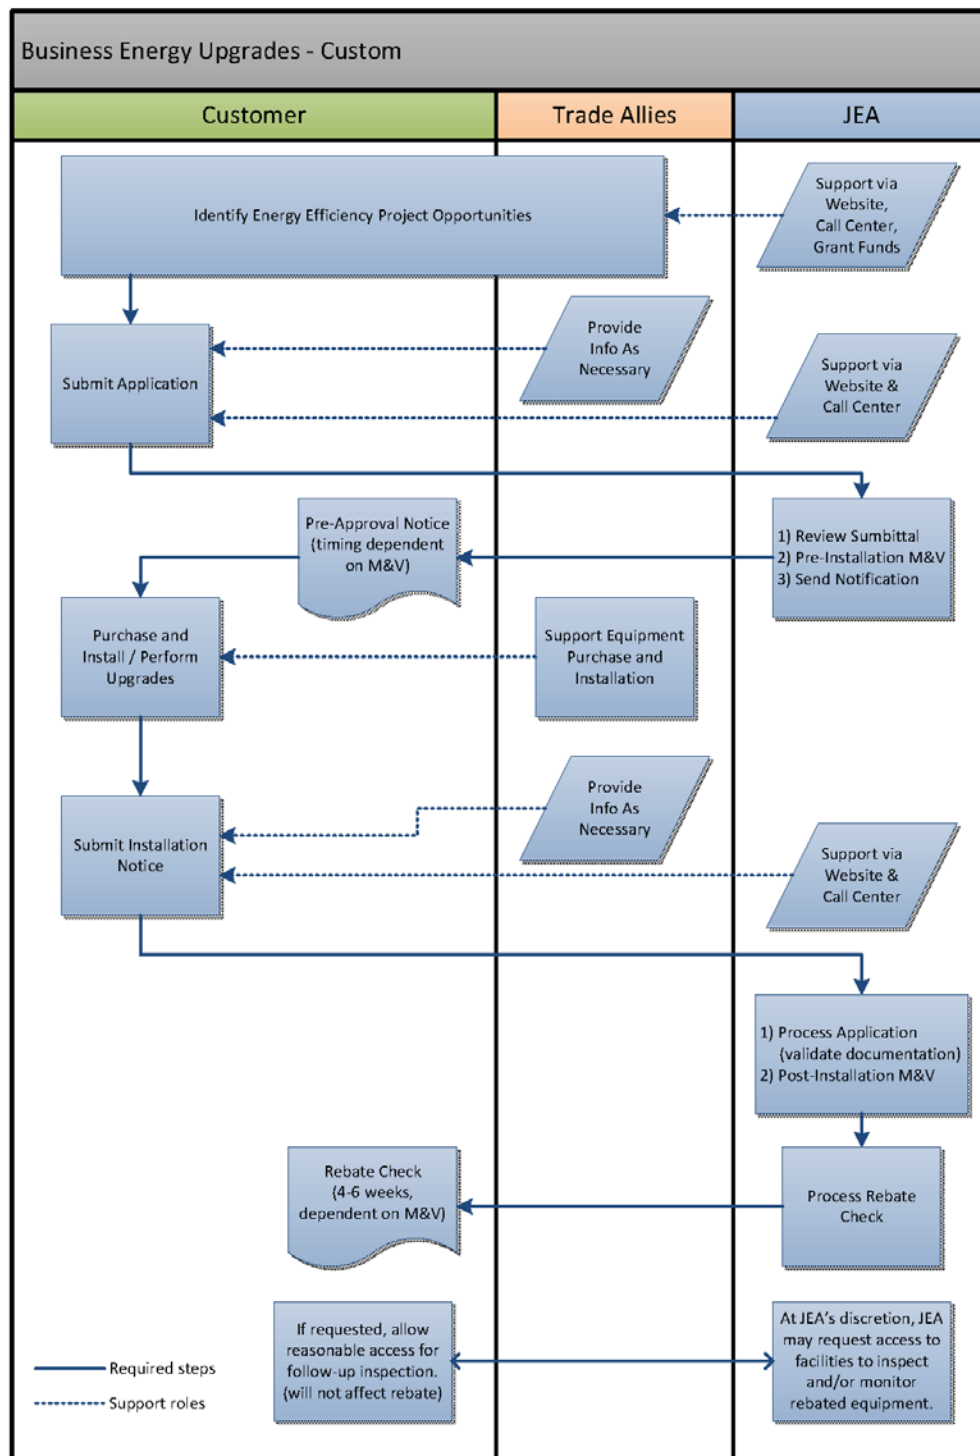 Business Energy Upgrades - Custom
Customer
Trade Allies
JEA
Identify Energy Efficiency Project Opportunities
Support via
Website,
Call Center,
Grant Funds
Submit Application
Provide
Info As
Necessary
Support via
Website &
Call Center
Pre-Approval Notice
(timing dependent
on M&V)
1) Review Sumbittal
2) Pre-Installation M&V
3) Send Notification
Purchase and
Install / Perform
Upgrades
Support Equipment
Purchase and
Installation
Submit Installation
Notice
Provide
Info As
Necessary
Support via
Website &
Call Center
1) Process Application
(validate documentation)
2) Post-Installation M&V
Rebate Check
(4-6 weeks,
dependent on M&V)
Process Rebate
Check
If requested, allow
reasonable access for
follow-up inspection.
(will not affect rebate)
At JEA's discretion, JEA
may request access to
facilities to inspect
and/or monitor
rebated equipment.
Required steps
Support roles